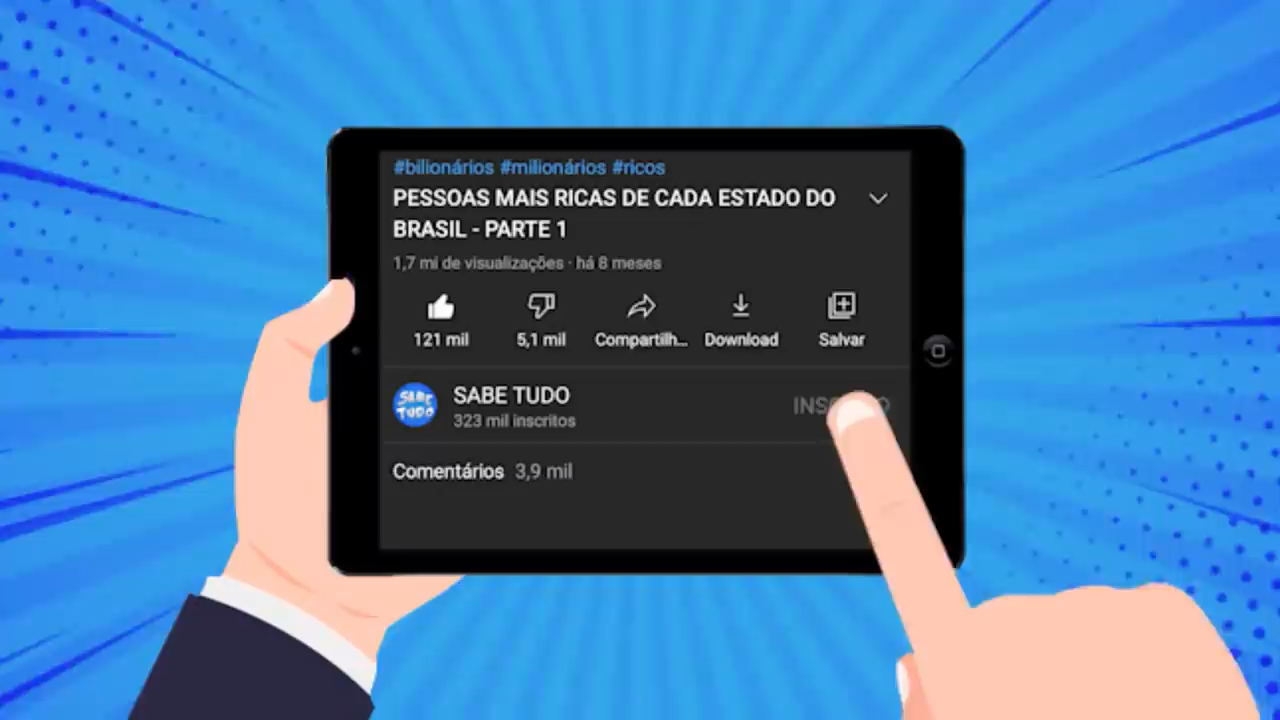 #bilionários #milionários #ricos
PESSOAS MAIS RICAS DE CADA ESTADO DO
BRASIL - PARTE 1
1,7 mi de visualizações · há 8 meses
121 mil 5,1 mil Compartilh... Download Salvar
SABE TUDO
SABE TUDO
323 mil inscritos
Comentários 3,9 mil